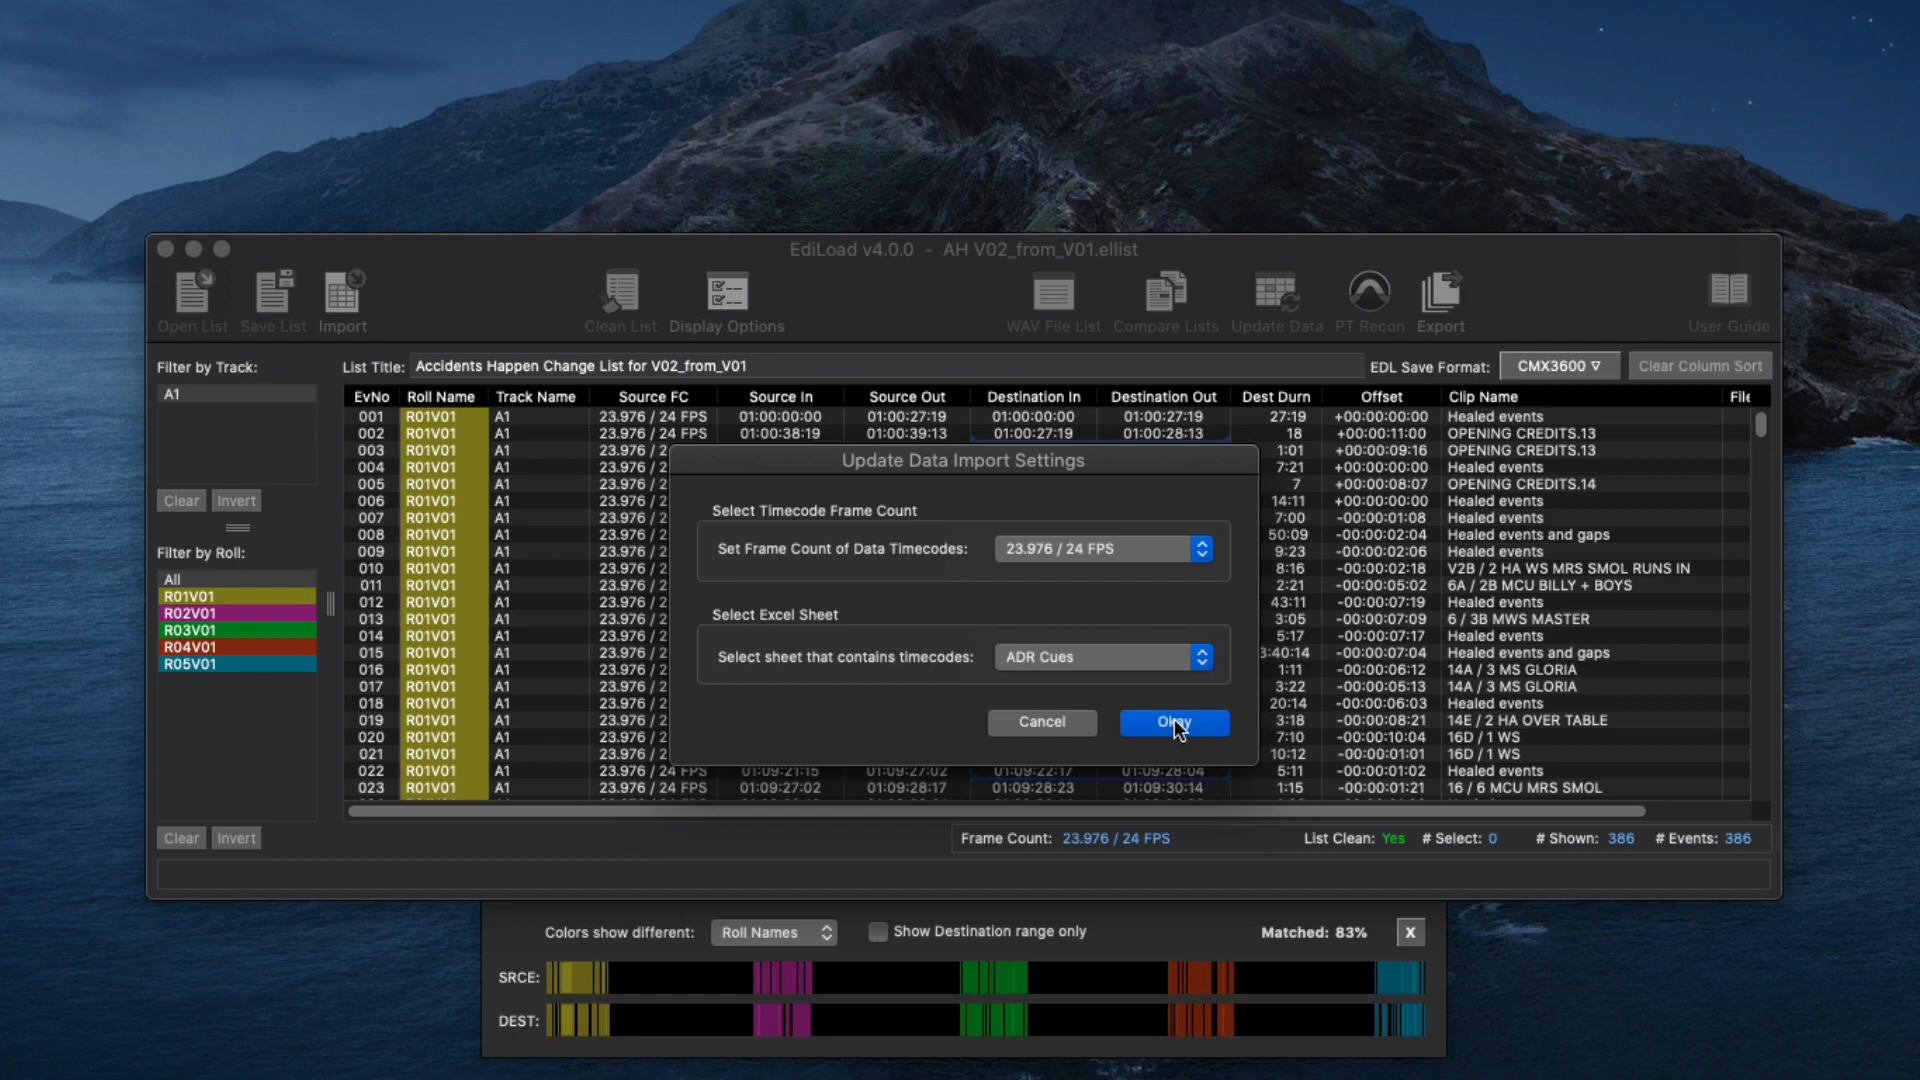 EdiLoad v4.0.0 - AH V02_from_V01.ellist
Open List Save List Import Clean List Display Options WAV File List Compare Lists Update Data PT Recon Export User Guide
Filter by Track: List Title: Accidents Happen Change List for V02_from_V01 EDL Save Format: CMX3600 ▽ Clear Column Sort
A1
Clear Invert
Filter by Roll:
All
R01V01
R02V01
R03V01
R04V01
R05V01
Clear Invert
EvNo Roll Name Track Name Source FC Source In Source Out Destination In Destination Out Dest Durn Offset Clip Name File
001 R01V01 A1 23.976 / 24 FPS 01:00:00:00 01:00:27:19 01:00:00:00 01:00:27:19 27:19 +00:00:00:00 Healed events
002 R01V01 A1 23.976 / 24 FPS 01:00:38:19 01:00:39:13 01:00:27:19 01:00:28:13 18 +00:00:11:00 OPENING CREDITS.13
003 R01V01 A1 23.976 / 2 1:01 +00:00:09:16 OPENING CREDITS.13
004 R01V01 A1 23.976 / 2 7:21 +00:00:00:00 Healed events
005 R01V01 A1 23.976 / 2 7 +00:00:08:07 OPENING CREDITS.14
006 R01V01 A1 23.976 / 2 14:11 +00:00:00:00 Healed events
007 R01V01 A1 23.976 / 2 7:00 -00:00:01:08 Healed events
008 R01V01 A1 23.976 / 2 50:09 -00:00:02:04 Healed events and gaps
009 R01V01 A1 23.976 / 2 9:23 -00:00:02:06 Healed events
010 R01V01 A1 23.976 / 2 8:16 -00:00:02:18 V2B / 2 HA WS MRS SMOL RUNS IN
011 R01V01 A1 23.976 / 2 2:21 -00:00:05:02 6A / 2B MCU BILLY + BOYS
012 R01V01 A1 23.976 / 2 43:11 -00:00:07:19 Healed events
013 R01V01 A1 23.976 / 2 3:05 -00:00:07:09 6 / 3B MWS MASTER
014 R01V01 A1 23.976 / 2 5:17 -00:00:07:17 Healed events
015 R01V01 A1 23.976 / 2 3:40:14 -00:00:07:04 Healed events and gaps
016 R01V01 A1 23.976 / 2 1:11 -00:00:06:12 14A / 3 MS GLORIA
017 R01V01 A1 23.976 / 2 3:22 -00:00:05:13 14A / 3 MS GLORIA
018 R01V01 A1 23.976 / 2 20:14 -00:00:06:03 Healed events
019 R01V01 A1 23.976 / 2 3:18 -00:00:08:21 14E / 2 HA OVER TABLE
020 R01V01 A1 23.976 / 2 7:10 -00:00:10:04 16D / 1 WS
021 R01V01 A1 23.976 / 2 10:12 -00:00:01:01 16D / 1 WS
022 R01V01 A1 23.976 / 24 FPS 01:09:21:15 01:09:27:02 01:09:22:17 01:09:28:04 5:11 -00:00:01:02 Healed events
023 R01V01 A1 23.976 / 24 FPS 01:09:27:02 01:09:28:17 01:09:28:23 01:09:30:14 1:15 -00:00:01:21 16 / 6 MCU MRS SMOL
Update Data Import Settings
Select Timecode Frame Count
Set Frame Count of Data Timecodes: 23.976 / 24 FPS
Select Excel Sheet
Select sheet that contains timecodes: ADR Cues
Cancel Okay
Frame Count: 23.976 / 24 FPS List Clean: Yes # Select: 0 # Shown: 386 # Events: 386
Colors show different: Roll Names Show Destination range only Matched: 83% X
SRCE:
DEST: